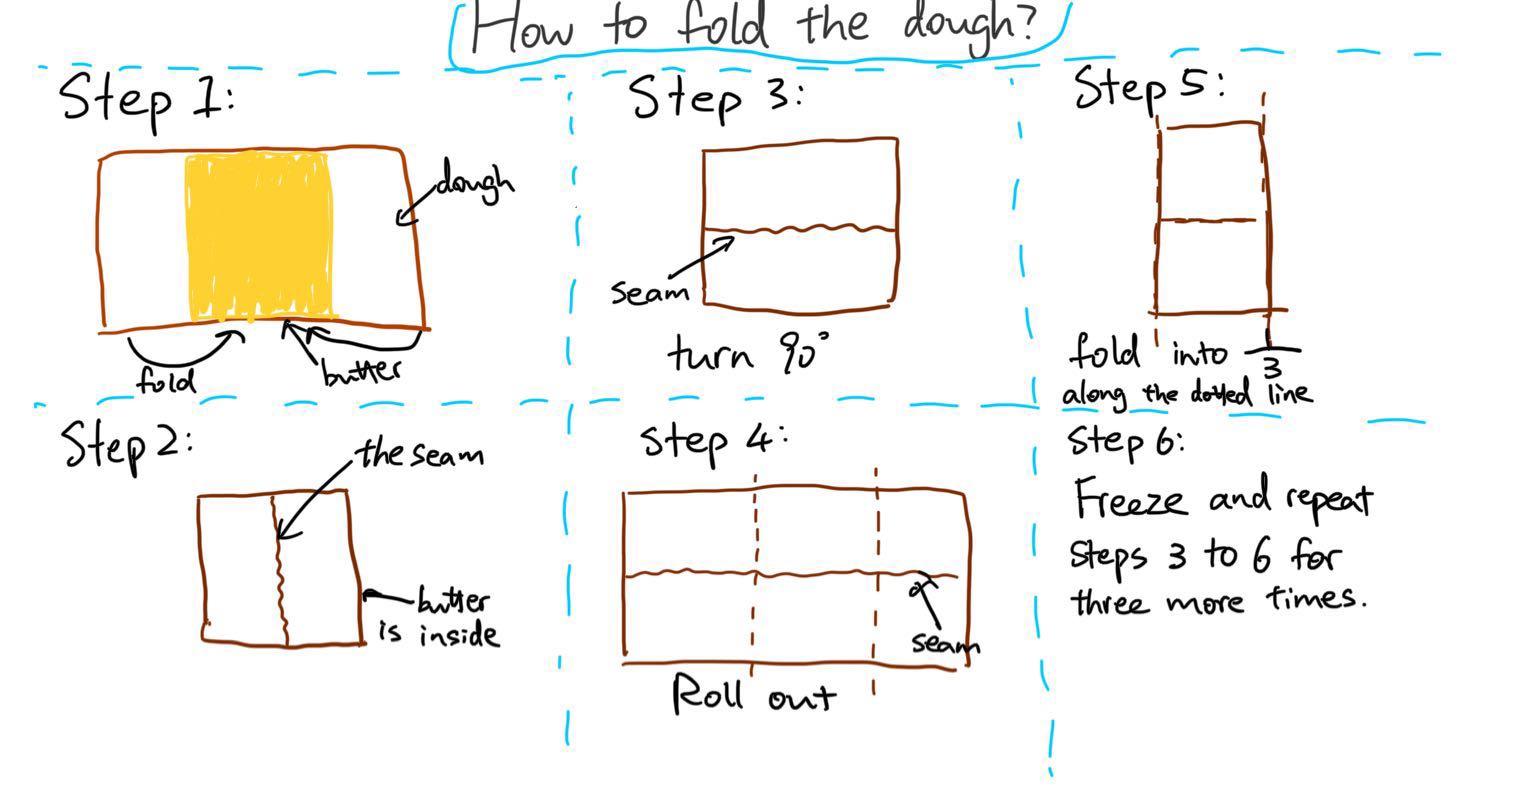 How to fold the dough?
Step 1:
dough
fold
butter
Step 2:
the seam
butter
is inside
Step 3:
seam
turn 90°
Step 4:
seam
Roll out
Step 5:
fold into 1/3
along the dotted line
Step 6:
Freeze and repeat
steps 3 to 6 for
three more times.